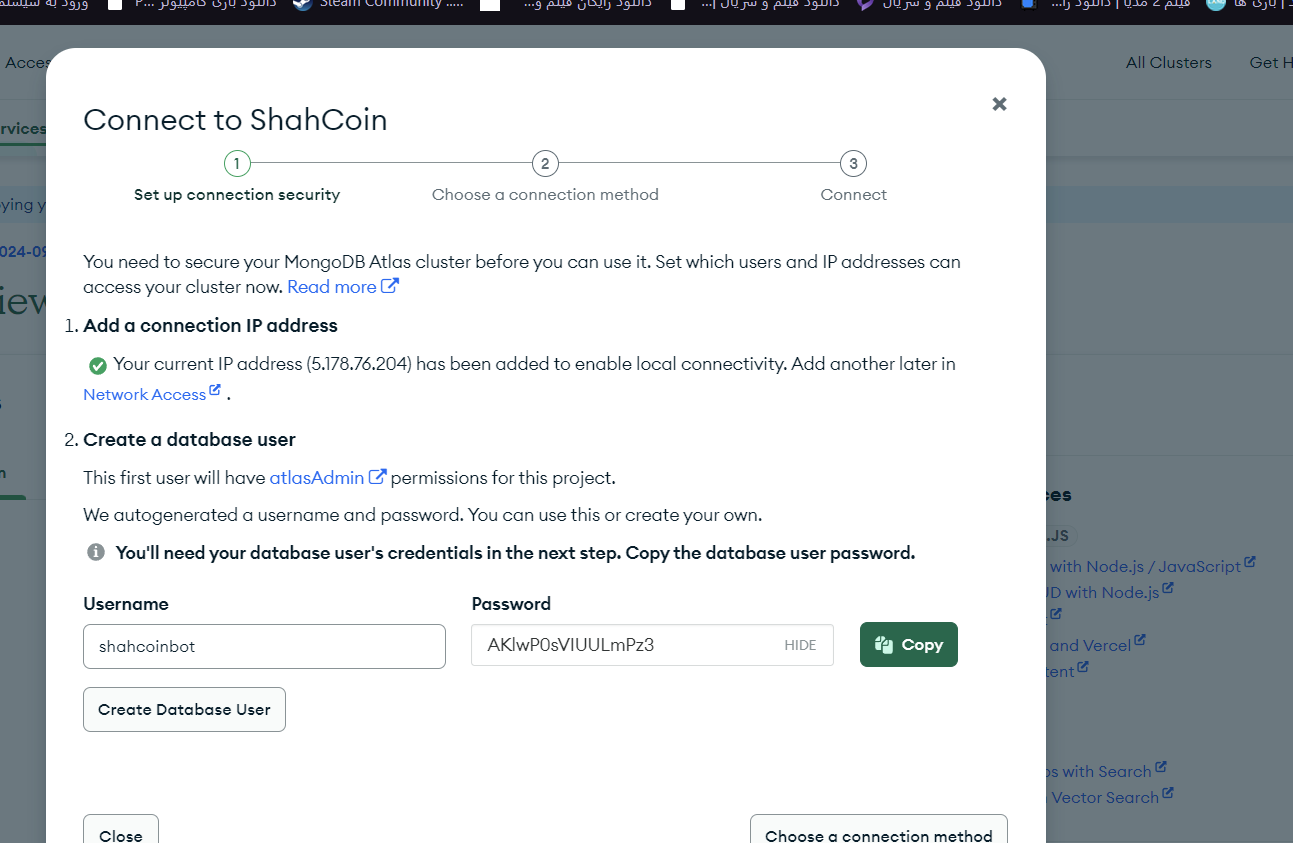 ورود به سیستم
دانلود بازی کامپیوتر P...
Steam Community :...
دانلود رایگان فیلم و...
دانلود فیلم و سریال |...
دانلود فیلم و سریال
فیلم 2 مدیا | دانلود را...
بازی ها
All Clusters
Get H
Acces
rvices
ying y
024-09
iew
Connect to ShahCoin
1
2
3
Set up connection security
Choose a connection method
Connect
You need to secure your MongoDB Atlas cluster before you can use it. Set which users and IP addresses can
access your cluster now. Read more
1. Add a connection IP address
Your current IP address (5.178.76.204) has been added to enable local connectivity. Add another later in
Network Access .
2. Create a database user
This first user will have atlasAdmin permissions for this project.
We autogenerated a username and password. You can use this or create your own.
You'll need your database user's credentials in the next step. Copy the database user password.
Username
Password
shahcoinbot
AKlwP0sVIUULmPz3
HIDE
Copy
Create Database User
Close
Choose a connection method
ces
.JS
with Node.js / JavaScript
UD with Node.js
and Vercel
tent
ps with Search
Vector Search